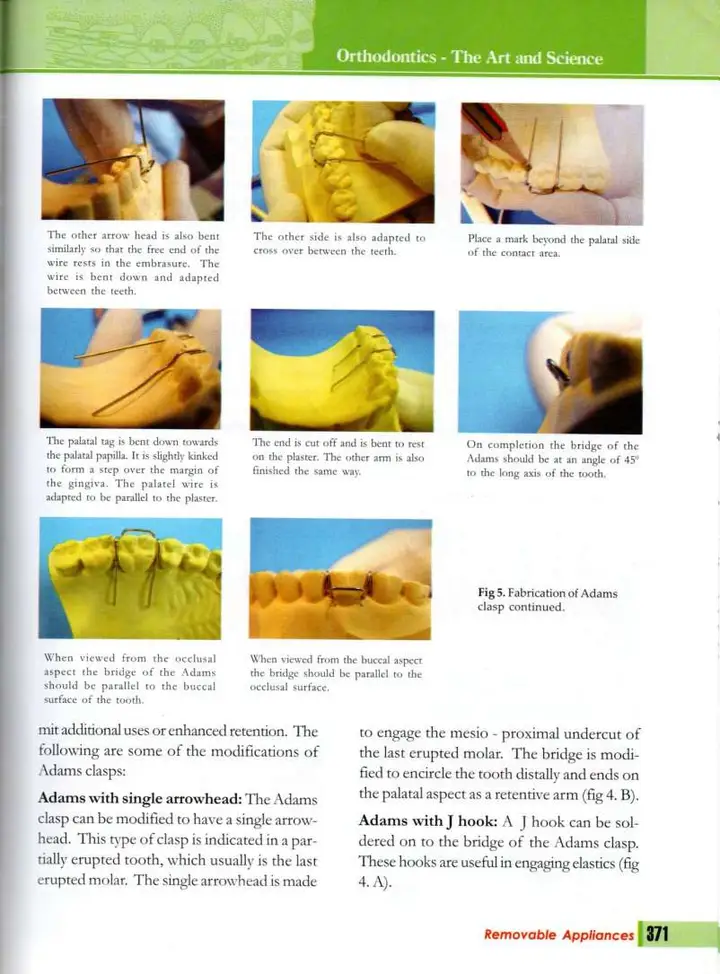 Orthodontics - The Art and Science
The other arrow head is also bent
similarly so that the free end of the
wire rests in the embrasure. The
wire is bent down and adapted
between the teeth.
The other side is also adapted to
cross over between the teeth.
Place a mark beyond the palatal side
of the contact area.
The palatal tag is bent down towards
the palatal papilla. It is slightly kinked
to form a step over the margin of
the gingiva. The palatel wire is
adapted to be parallel to the plaster.
The end is cut off and is bent to rest
on the plaster. The other arm is also
finished the same way.
On completion the bridge of the
Adams should be at an angle of 45°
to the long axis of the tooth.
When viewed from the occlusal
aspect the bridge of the Adams
should be parallel to the buccal
surface of the tooth.
When viewed from the buccal aspect
the bridge should be parallel to the
occlusal surface.
Fig 5. Fabrication of Adams
clasp continued.
mit additional uses or enhanced retention. The
following are some of the modifications of
Adams clasps:
Adams with single arrowhead: The Adams
clasp can be modified to have a single arrow-
head. This type of clasp is indicated in a par-
tially erupted tooth, which usually is the last
erupted molar. The single arrowhead is made
to engage the mesio - proximal undercut of
the last erupted molar. The bridge is modi-
fied to encircle the tooth distally and ends on
the palatal aspect as a retentive arm (fig 4. B).
Adams with J hook: A J hook can be sol-
dered on to the bridge of the Adams clasp.
These hooks are useful in engaging elastics (fig
4. A).
Removable Appliances 371